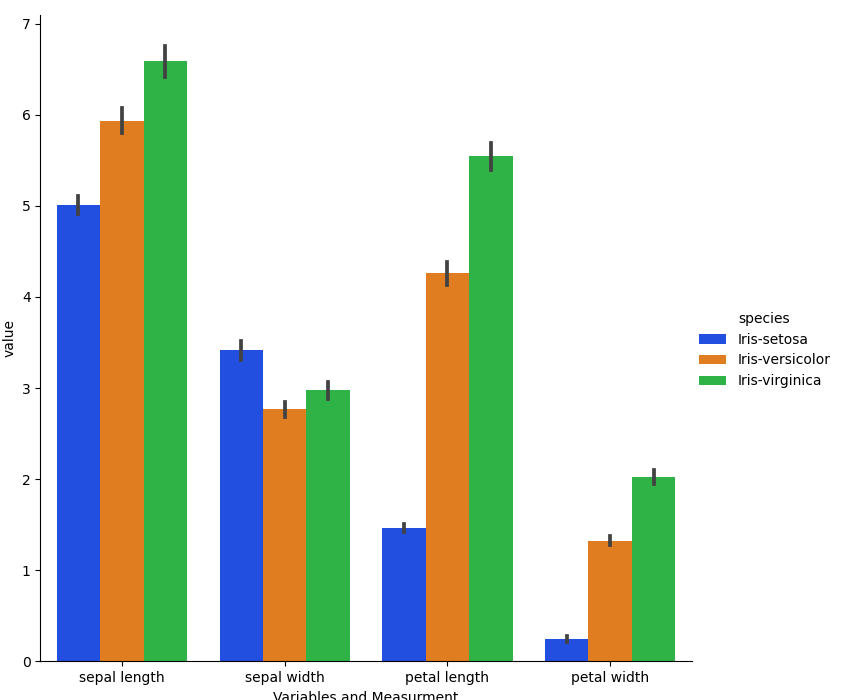 7
6
5
4
3
2
1
0
value
sepal length
sepal width
petal length
petal width
Variables and Measurment
species
Iris-setosa
Iris-versicolor
Iris-virginica